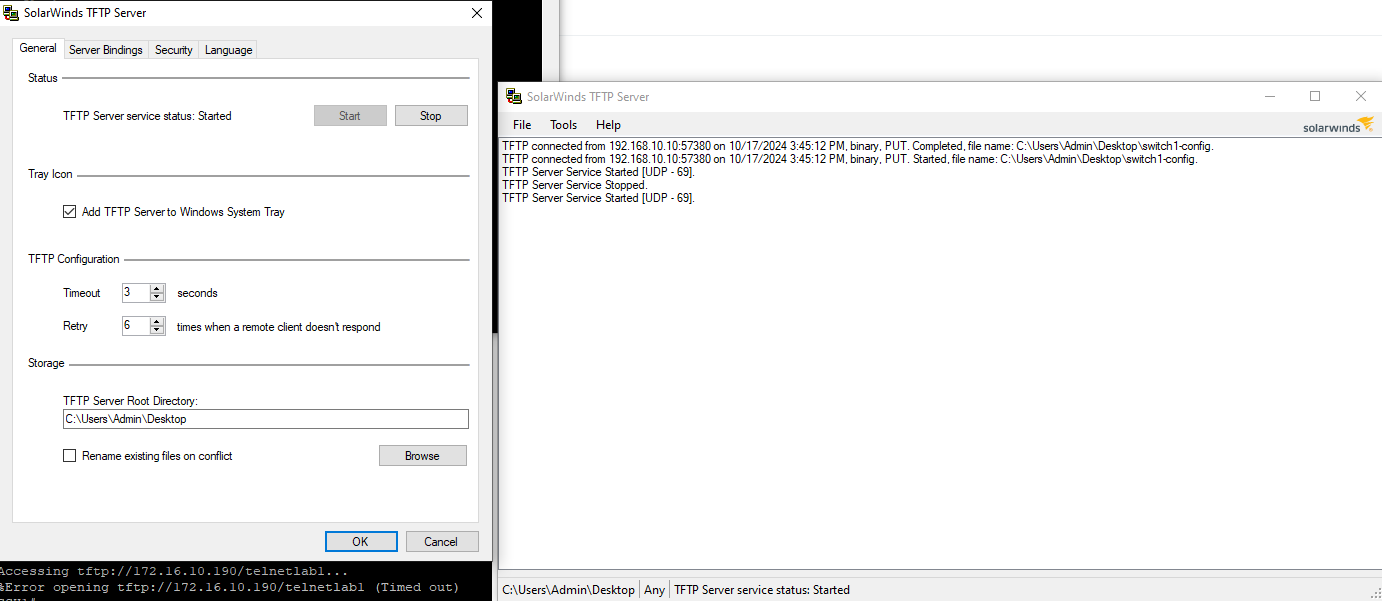 SolarWinds TFTP Server
General Server Bindings Security Language
Status
TFTP Server service status: Started Start Stop
Tray Icon
Add TFTP Server to Windows System Tray
TFTP Configuration
Timeout 3 seconds
Retry 6 times when a remote client doesn't respond
Storage
TFTP Server Root Directory:
C:\Users\Admin\Desktop
Rename existing files on conflict Browse
OK Cancel
Accessing tftp://172.16.10.190/telnetlab1...
%Error opening tftp://172.16.10.190/telnetlab1 (Timed out)
SolarWinds TFTP Server
File Tools Help
solarwinds
TFTP connected from 192.168.10.10:57380 on 10/17/2024 3:45:12 PM, binary, PUT. Completed, file name: C:\Users\Admin\Desktop\switch1-config.
TFTP connected from 192.168.10.10:57380 on 10/17/2024 3:45:12 PM, binary, PUT. Started, file name: C:\Users\Admin\Desktop\switch1-config.
TFTP Server Service Started [UDP - 69].
TFTP Server Service Stopped.
TFTP Server Service Started [UDP - 69].
C:\Users\Admin\Desktop Any TFTP Server service status: Started